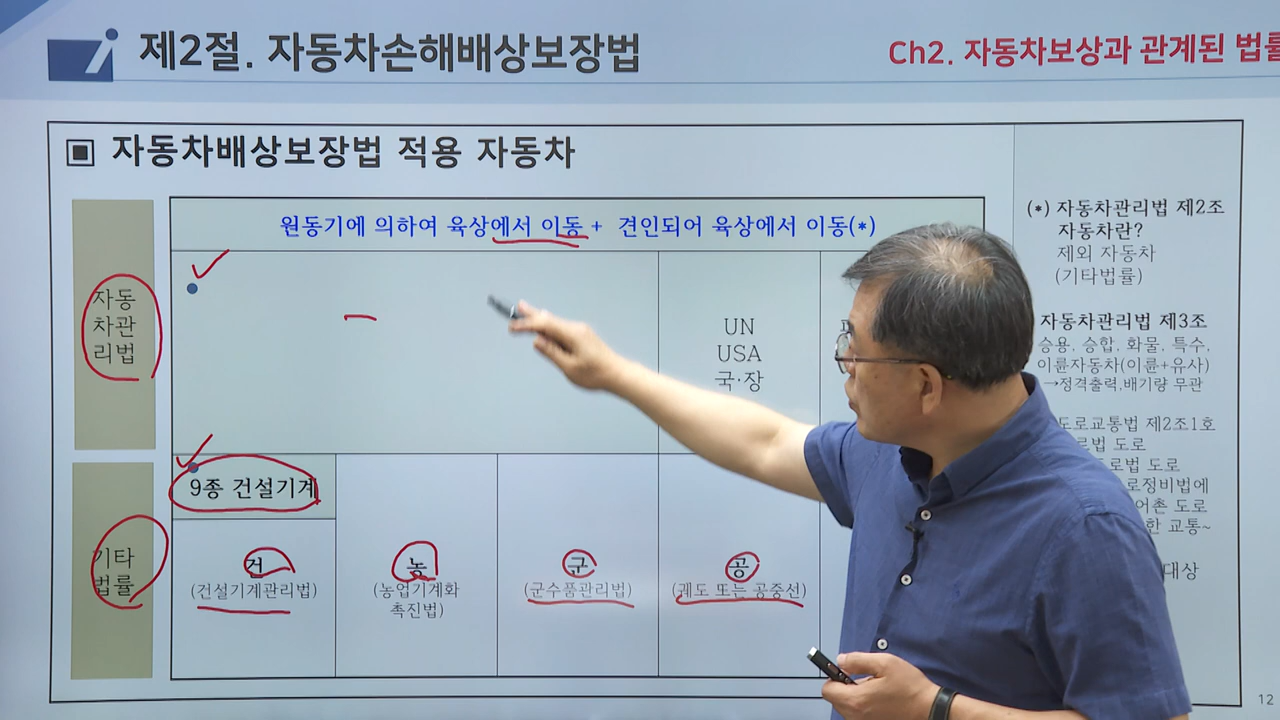 제2절. 자동차손해배상보장법
Ch2. 자동차보상과 관계된 법률
자동차배상보장법 적용 자동차
원동기에 의하여 육상에서 이동 + 견인되어 육상에서 이동(*)
자동
차관
리법
UN
USA
국·장
기타
법률
9종 건설기계
건
(건설기계관리법)
농
(농업기계화
촉진법)
군
(군수품관리법)
공
(궤도 또는 공중선)
(*) 자동차관리법 제2조
자동차란?
제외 자동차
(기타법률)
자동차관리법 제3조
승용, 승합, 화물, 특수,
이륜자동차(이륜+유사)
→정격출력,배기량 무관
도로교통법 제2조1호
도로
로법 도로
로정비법에
어촌 도로
한 교통~
대상
12